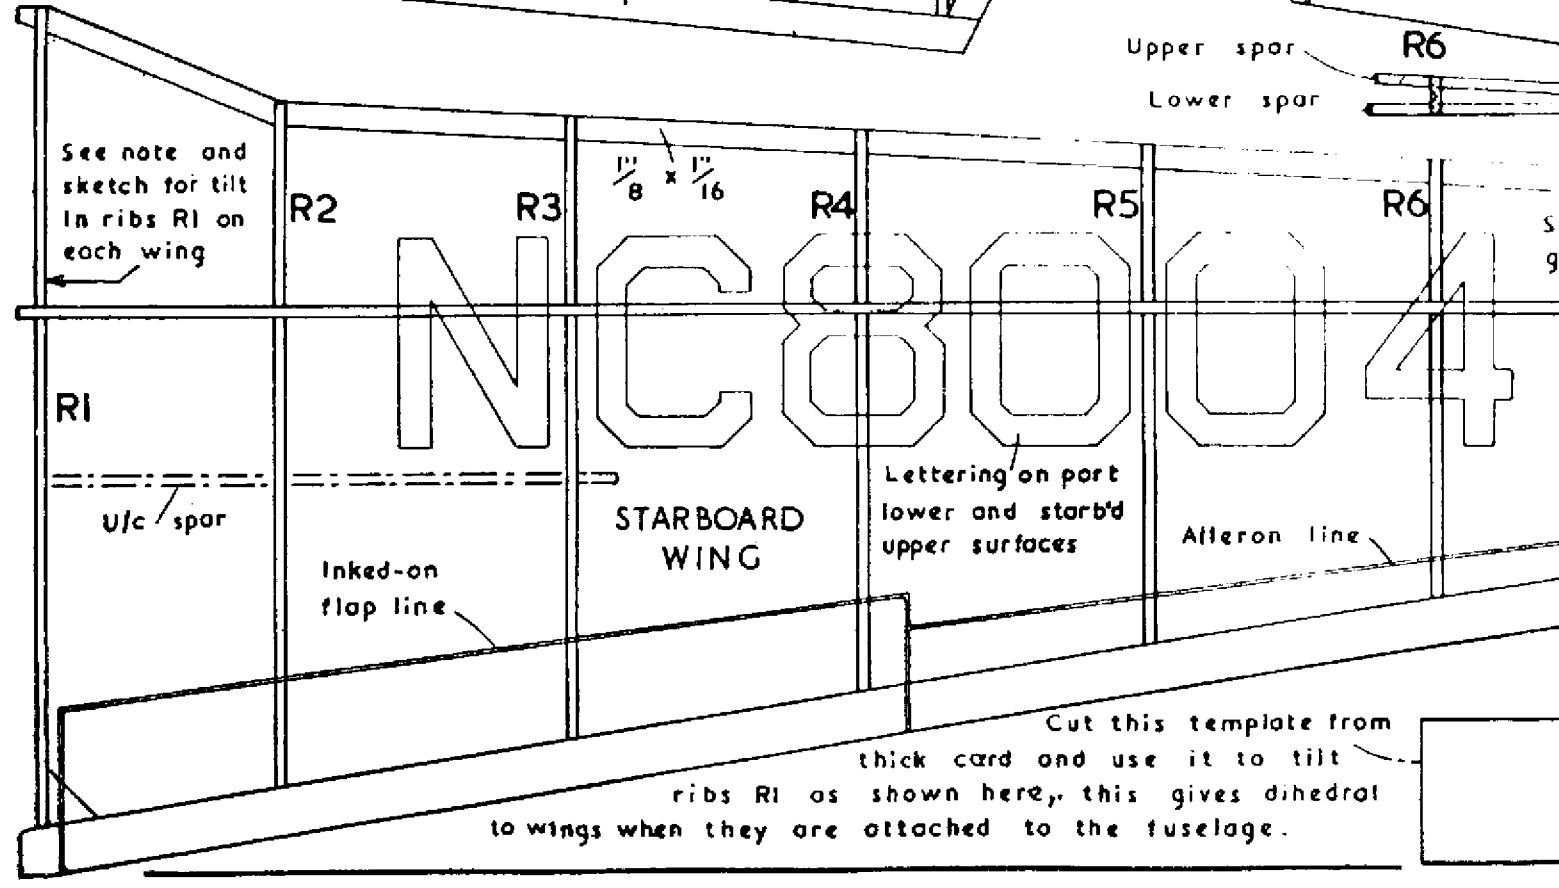 Upper spar
R6
Lower spar
See note and
sketch for tilt
in ribs R1 on
each wing
1"/8 x 1"/16
R2
R3
R4
R5
R6
NC8004
R1
U/c spar
STARBOARD
WING
Lettering on port
lower and starb'd
upper surfaces
Aileron line
Inked-on
flap line
Cut this template from
thick card and use it to tilt
ribs R1 as shown here, this gives dihedral
to wings when they are attached to the fuselage.